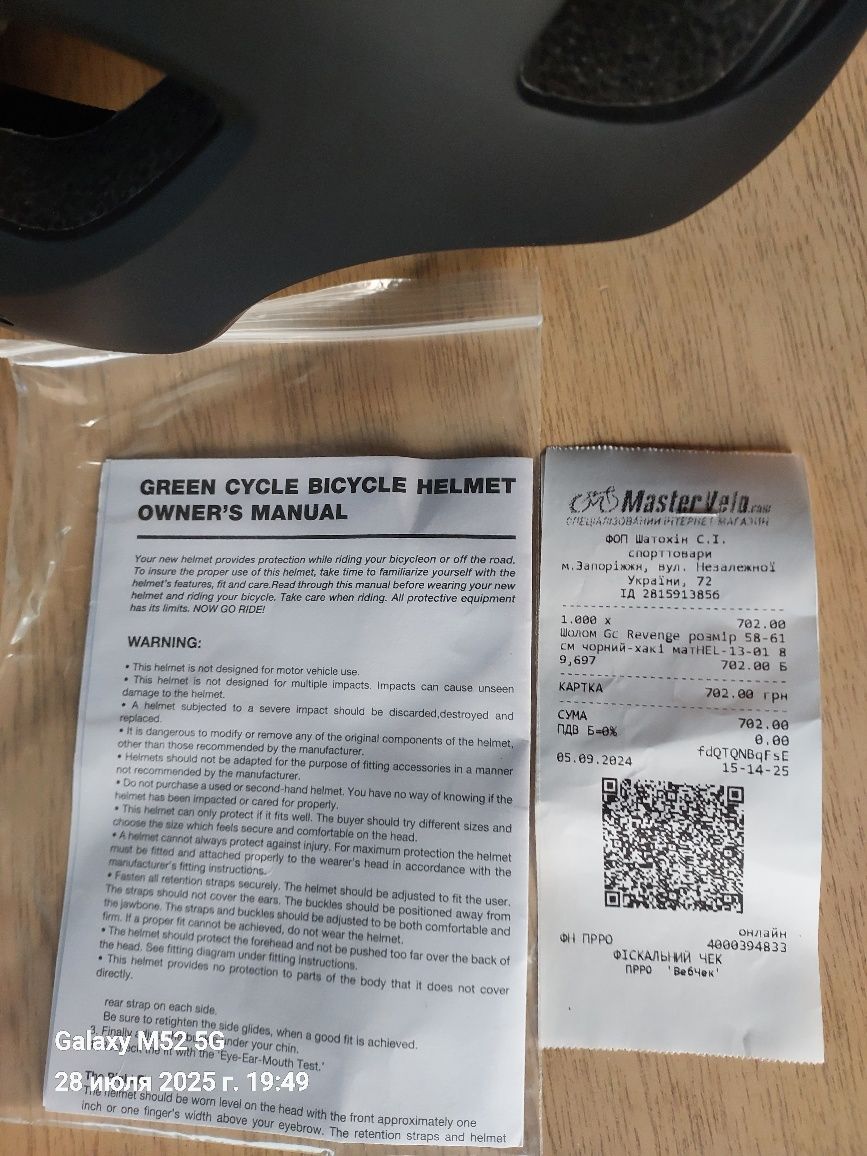 GREEN CYCLE BICYCLE HELMET
OWNER'S MANUAL
Your new helmet provides protection while riding your bicycleon or off the road.
To insure the proper use of this helmet, take time to familiarize yourself with the
helmet's features, fit and care.Read through this manual before wearing your new
helmet and riding your bicycle. Take care when riding. All protective equipment
has its limits. NOW GO RIDE!
WARNING:
• This helmet is not designed for motor vehicle use.
• This helmet is not designed for multiple impacts. Impacts can cause unseen
damage to the helmet.
• A helmet subjected to a severe impact should be discarded,destroyed and
replaced.
• It is dangerous to modify or remove any of the original components of the helmet,
other than those recommended by the manufacturer.
• Helmets should not be adapted for the purpose of fitting accessories in a manner
not recommended by the manufacturer.
• Do not purchase a used or second-hand helmet. You have no way of knowing if the
helmet has been impacted or cared for properly.
• This helmet can only protect if it fits well. The buyer should try different sizes and
choose the size which feels secure and comfortable on the head.
• A helmet cannot always protect against injury. For maximum protection the helmet
must be fitted and attached properly to the wearer's head in accordance with the
manufacturer's fitting instructions.
• Fasten all retention straps securely. The helmet should be adjusted to fit the user.
The straps should not cover the ears. The buckles should be positioned away from
the jawbone. The straps and buckles should be adjusted to be both comfortable and
firm. If a proper fit cannot be achieved, do not wear the helmet.
• The helmet should protect the forehead and not be pushed too far over the back of
the head. See fitting diagram under fitting instructions.
• This helmet provides no protection to parts of the body that it does not cover
directly.
rear strap on each side.
Be sure to retighten the side glides, when a good fit is achieved.
3. Finally under your chin.
the fit with the "Eye-Ear-Mouth Test."
The
The helmet should be worn level on the head with the front approximately one
inch or one finger's width above your eyebrow. The retention straps and helmet
MasterVelo.com
СПЕЦІАЛІЗОВАНИЙ ІНТЕРНЕТ МАГАЗИН
ФОП Шатохін С.І.
спорттовари
м.Запоріжжя, вул. Незалежної
України, 72
ІД 2815913856
1.000 x 702.00
Шолом Gc Revenge розмір 58-61
см чорний-хакі матHEL-13-01 8
9,697 702.00 Б
КАРТКА 702.00 грн
СУМА 702.00
ПДВ Б=0% 0.00
fdQTQNBqFsE
05.09.2024 15-14-25
онлайн
ФН ПРРО 4000394833
ФІСКАЛЬНИЙ ЧЕК
ПРРО 'ВебЧек'
Galaxy M52 5G
28 июля 2025 г. 19:49